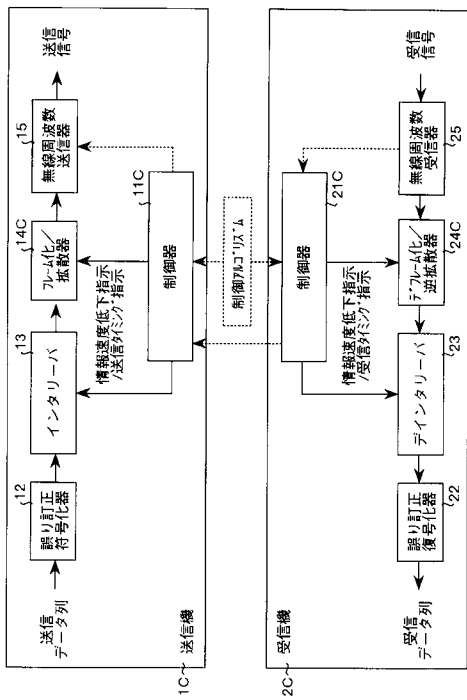 1C
送信機
送信
データ列
12
誤り訂正
符号化器
13
インタリーバ
14C
フレーム化/
拡散器
15
無線周波数
送信器
送信
信号
情報速度低下指示
/送信タイミング指示
11C
制御器
制御アルゴリズム
2C
受信機
21C
制御器
情報速度低下指示
/受信タイミング指示
受信
データ列
22
誤り訂正
復号化器
23
デインタリーバ
24C
デフレーム化/
逆拡散器
25
無線周波数
受信器
受信
信号